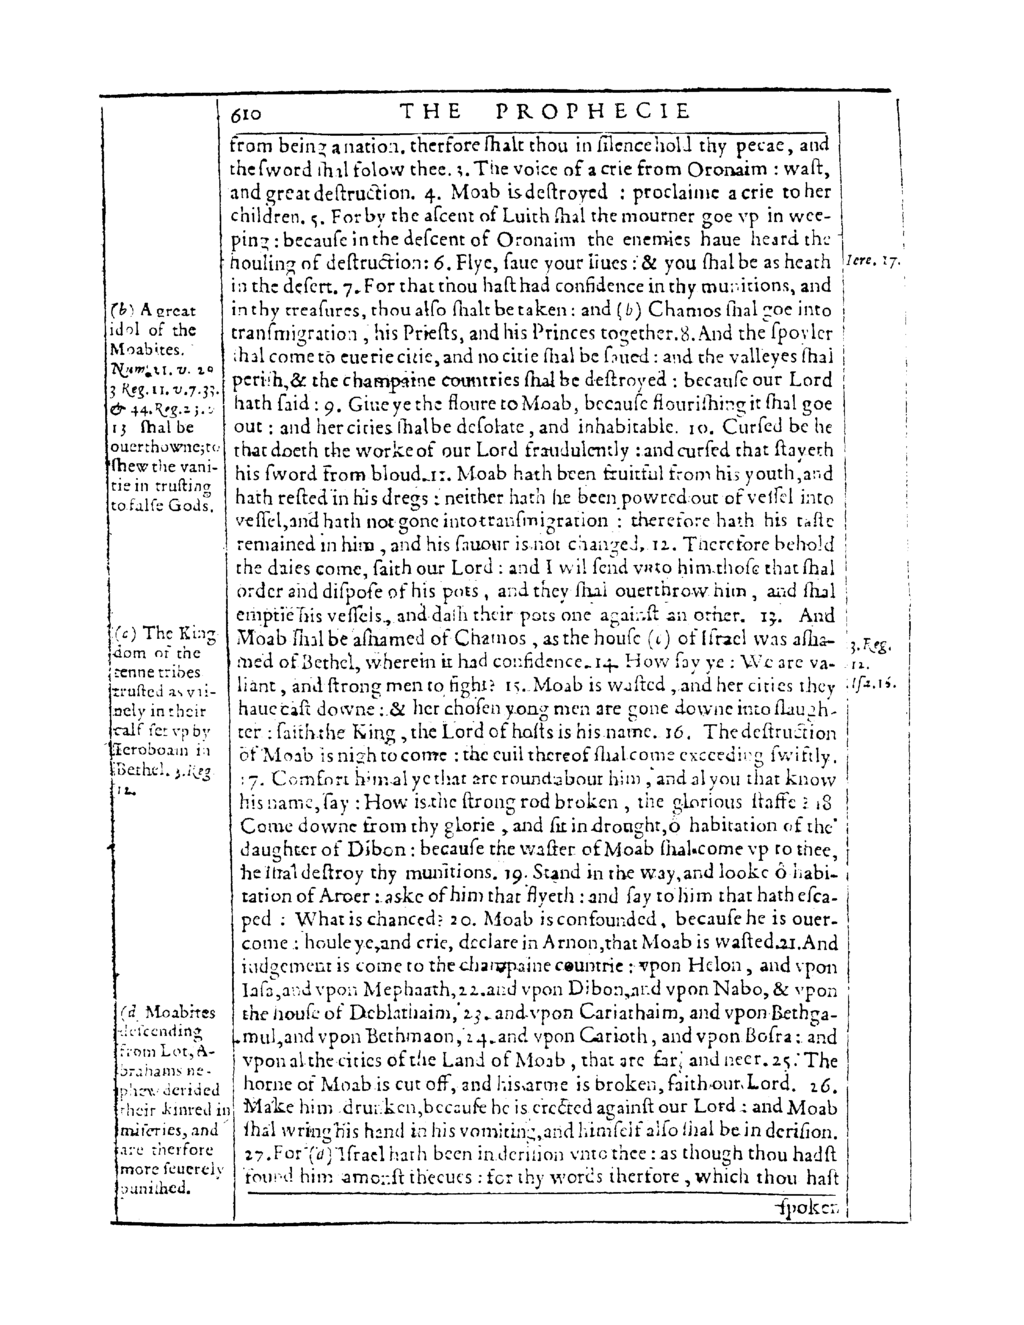 610 THE PROPHECIE
from being a nation, therfore ſhalt thou in ſilence hold thy peeae, and
the ſword ſhal folow thee. 3. The voice of a crie from Oronaim : waſt,
and great deſtruction. 4. Moab is deſtroyed : proclaime a crie to her
children. 5. For by the aſcent of Luith ſhal the mourner goe vp in wee-
ping : becauſe in the deſcent of Oronaim the enemies haue heard the
houling of deſtruction: 6. Flye, ſaue your liues : & you ſhal be as heath
in the deſert. 7. For that thou haſt had confidence in thy munitions, and
in thy treaſures, thou alſo ſhalt be taken : and (b) Chamos ſhal goe into
tranſmigration, his Prieſts, and his Princes together. 8. And the ſpoyler
ſhal come to euerie citie, and no citie ſhal be ſaued : and the valleyes ſhal
periſh, & the champaine countries ſhal be deſtroyed : becauſe our Lord
hath ſaid : 9. Giue ye the floure to Moab, becauſe flouriſhing it ſhal goe
out : and her cities ſhal be deſolate, and inhabitable. 10. Curſed be he
that doeth the worke of our Lord fraudulently : and curſed that ſtayeth
his ſword from bloud. 11. Moab hath been fruitful from his youth, and
hath reſted in his dregs : neither hath he been powred out of veſſel into
veſſel, and hath not gone into tranſmigration : therefore hath his taſte
remained in him, and his ſauour is not changed. 12. Therefore behold
the daies come, ſaith our Lord : and I wil ſend vnto him thoſe that ſhal
order and diſpoſe of his pots, and they ſhal ouerthrow him, and ſhal
emptie his veſſels, and daſh their pots one againſt an other. 13. And
Moab ſhal be aſhamed of Chamos, as the houſe (c) of Iſrael was aſha-
med of Bethel, wherein it had confidence. 14. How ſay ye : We are va-
liant, and ſtrong men to fight? 15. Moab is waſted, and her cities they
haue caſt downe : & her choſen yong men are gone downe into ſlaugh-
ter : ſaith the King, the Lord of hoſts is his name. 16. The deſtruction
of Moab is nigh to come : the euil thereof ſhal come exceeding ſwiftly.
17. Comfort him al ye that are round about him, and al you that know
his name, ſay : How is the ſtrong rod broken, the glorious ſtaffe? 18
Come downe from thy glorie, and ſit in drought, ô habitation of the
daughter of Dibon : becauſe the waſter of Moab ſhal come vp to thee,
he ſhal deſtroy thy munitions. 19. Stand in the way, and looke ô habi-
tation of Aroer : aske of him that flyeth : and ſay to him that hath eſca-
ped : What is chanced? 20. Moab is confounded, becauſe he is ouer-
come : houle ye, and crie, declare in Arnon, that Moab is waſted. 21. And
iudgement is come to the champaine countrie : vpon Helon, and vpon
Iaſa, and vpon Mephaath, 22. and vpon Dibon, and vpon Nabo, & vpon
the houſe of Deblathaim, 23. and vpon Cariathaim, and vpon Bethga-
mul, and vpon Bethmaon, 24. and vpon Carioth, and vpon Boſra : and
vpon al the cities of the Land of Moab, that are far, and neer. 25. The
horne of Moab is cut off, and his arme is broken, ſaith our Lord. 26.
Make him drunken, becauſe he is erected againſt our Lord : and Moab
ſhal wring his hand in his vomiting, and himſelf alſo ſhal be in deriſion.
27. For (d) Iſrael hath been in deriſion vnto thee : as though thou hadſt
found him amonſt theeues : for thy words therfore, which thou haſt
ſpoken
(b) A great
idol of the
Moabites.
Num. 21. v. 29
3 Reg. 11. v. 7. 33.
& 4. Reg. 23. v
13 ſhal be
ouerthowne; to
ſhew the vani-
tie in truſting
to falſe Gods.
(c) The King
dom of the
tenne tribes
truſted as vai-
nely in their
calf ſet vp by
Ieroboam in
Bethel. 3. Reg
12.
(d Moabites
deſcending
from Lot, A-
brahams ne-
phew derided
their kinred in
miſeries, and
are therfore
more ſeuerely
puniſhed.
Iere. 17.
3. Reg.
12.
Iſa. 16.